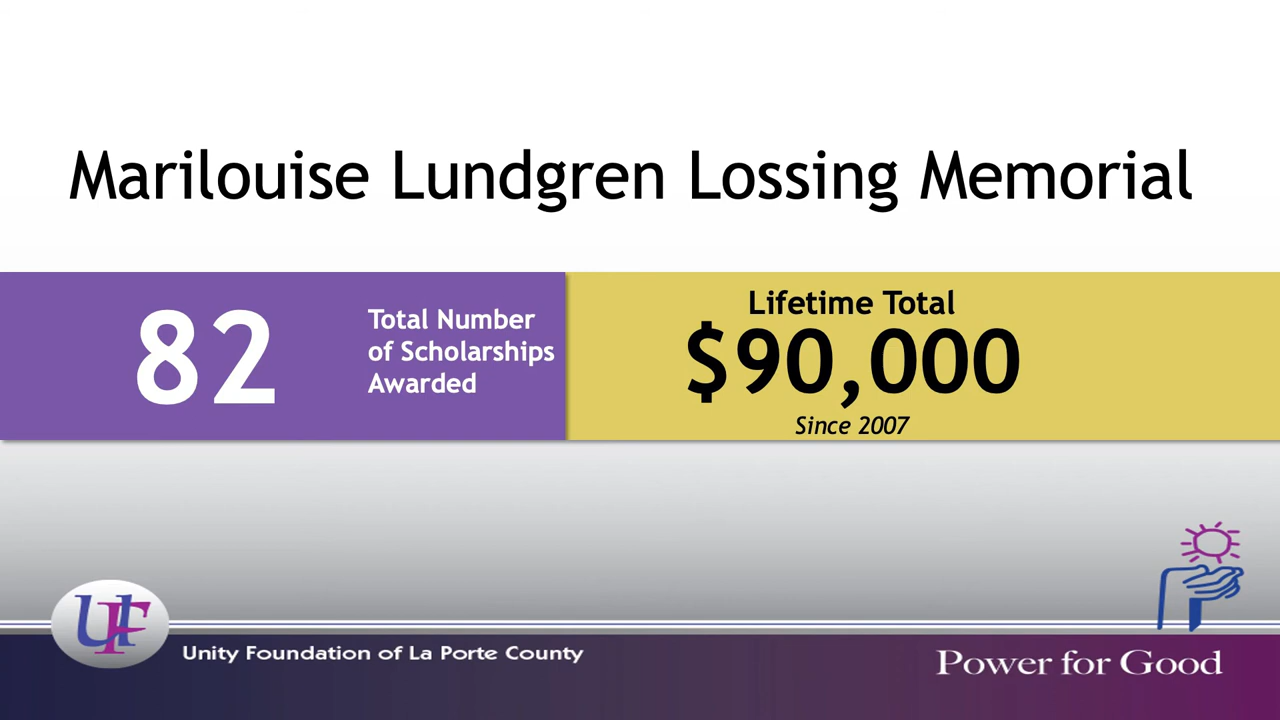 Marilouise Lundgren Lossing Memorial
82
Total Number
of Scholarships
Awarded
Lifetime Total
$90,000
Since 2007
UF
Unity Foundation of La Porte County
Power for Good